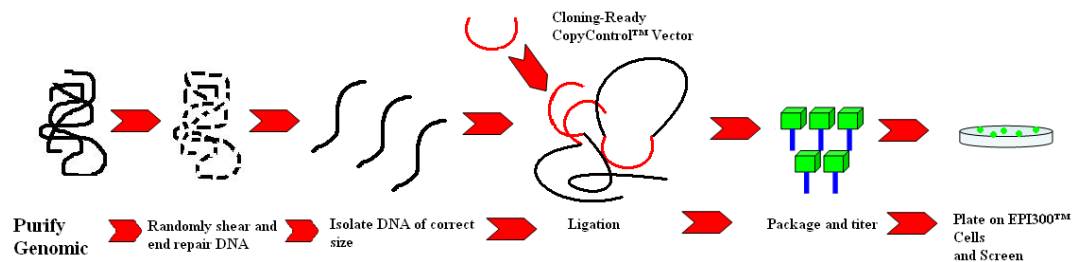 Cloning-Ready
CopyControl™ Vector
Purify
Genomic
Randomly shear and
end repair DNA
Isolate DNA of correct
size
Ligation
Package and titer
Plate on EPI300™
Cells
and Screen